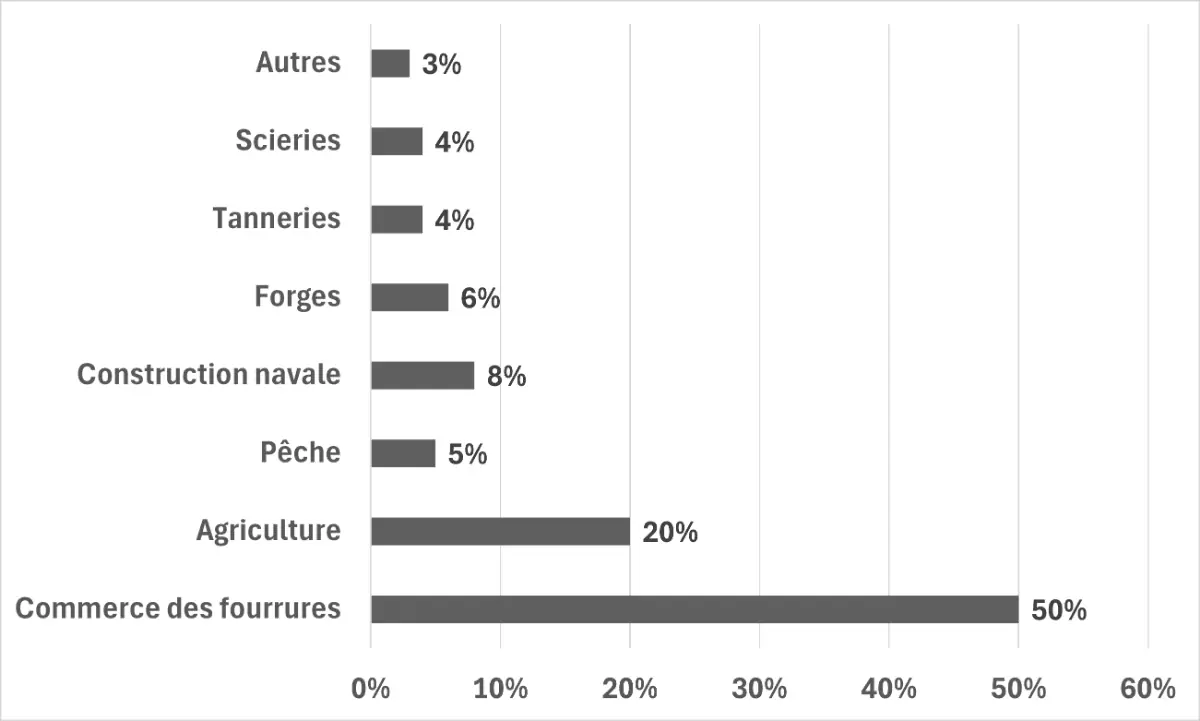 Autres 3%
Scieries 4%
Tanneries 4%
Forges 6%
Construction navale 8%
Pêche 5%
Agriculture 20%
Commerce des fourrures 50%
0% 10% 20% 30% 40% 50% 60%